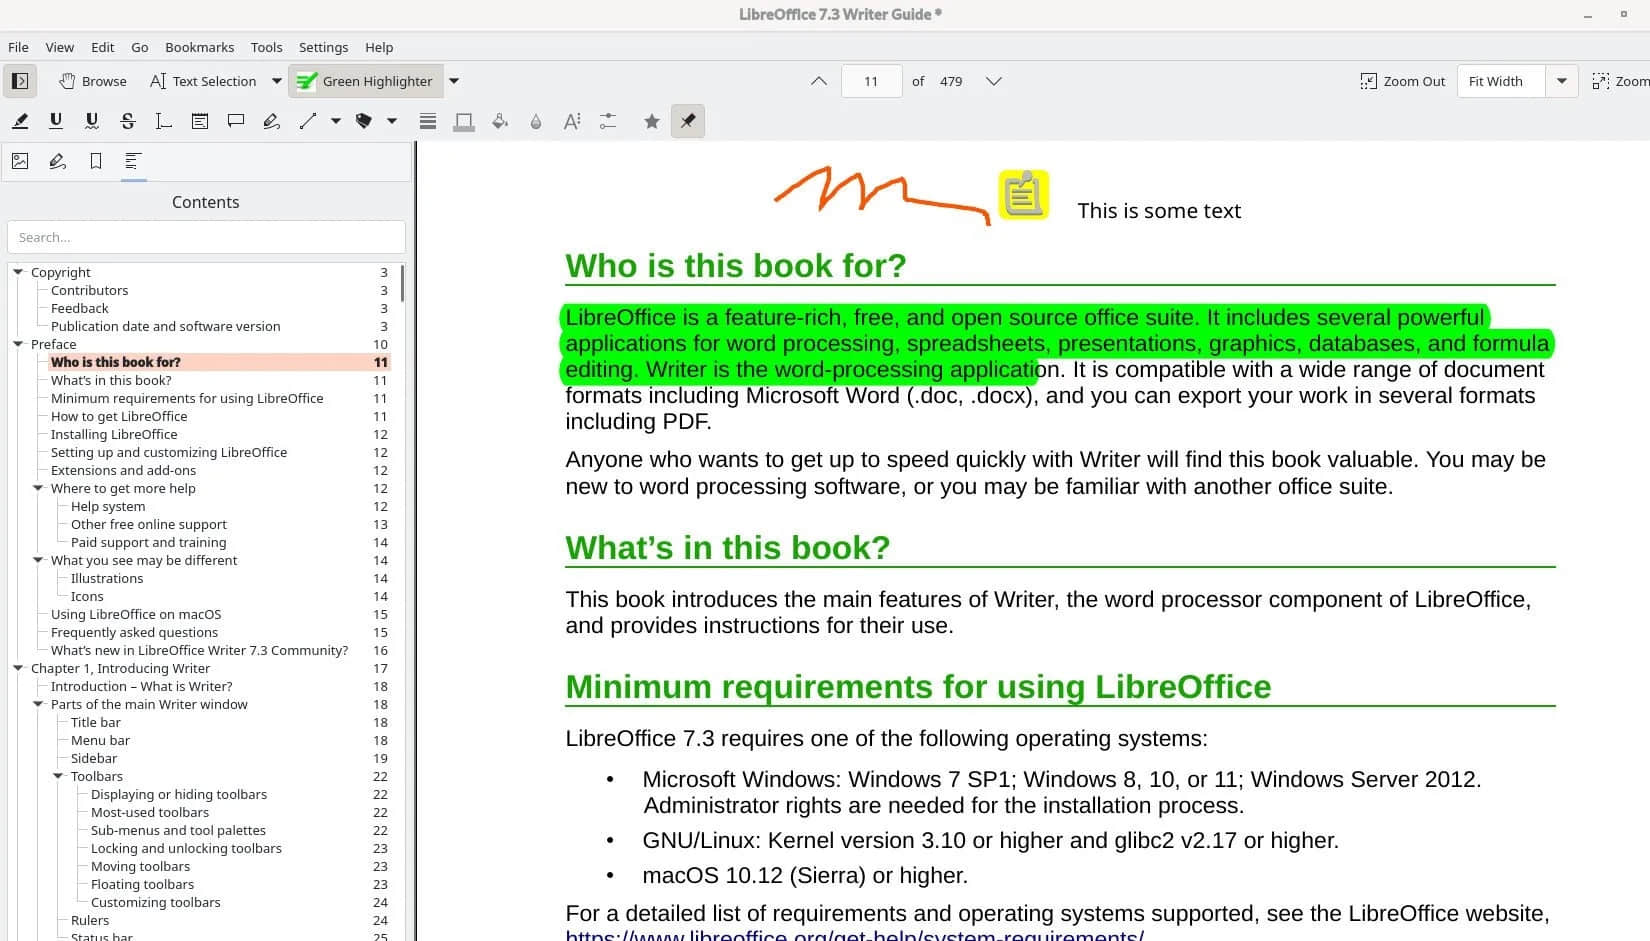 LibreOffice 7.3 Writer Guide *
File View Edit Go Bookmarks Tools Settings Help
Browse Text Selection Green Highlighter 11 of 479 Zoom Out Fit Width Zoom
Contents
Search...
Copyright 3
Contributors 3
Feedback 3
Publication date and software version 3
Preface 10
Who is this book for? 11
What's in this book? 11
Minimum requirements for using LibreOffice 11
How to get LibreOffice 11
Installing LibreOffice 12
Setting up and customizing LibreOffice 12
Extensions and add-ons 12
Where to get more help 12
Help system 12
Other free online support 13
Paid support and training 14
What you see may be different 14
Illustrations 14
Icons 14
Using LibreOffice on macOS 15
Frequently asked questions 15
What's new in LibreOffice Writer 7.3 Community? 16
Chapter 1, Introducing Writer 17
Introduction – What is Writer? 18
Parts of the main Writer window 18
Title bar 18
Menu bar 18
Sidebar 19
Toolbars 22
Displaying or hiding toolbars 22
Most-used toolbars 22
Sub-menus and tool palettes 22
Locking and unlocking toolbars 23
Moving toolbars 23
Floating toolbars 23
Customizing toolbars 24
Rulers 24
Status bar 25
This is some text
Who is this book for?
LibreOffice is a feature-rich, free, and open source office suite. It includes several powerful
applications for word processing, spreadsheets, presentations, graphics, databases, and formula
editing. Writer is the word-processing application. It is compatible with a wide range of document
formats including Microsoft Word (.doc, .docx), and you can export your work in several formats
including PDF.
Anyone who wants to get up to speed quickly with Writer will find this book valuable. You may be
new to word processing software, or you may be familiar with another office suite.
What's in this book?
This book introduces the main features of Writer, the word processor component of LibreOffice,
and provides instructions for their use.
Minimum requirements for using LibreOffice
LibreOffice 7.3 requires one of the following operating systems:
• Microsoft Windows: Windows 7 SP1; Windows 8, 10, or 11; Windows Server 2012.
Administrator rights are needed for the installation process.
• GNU/Linux: Kernel version 3.10 or higher and glibc2 v2.17 or higher.
• macOS 10.12 (Sierra) or higher.
For a detailed list of requirements and operating systems supported, see the LibreOffice website,
https://www.libreoffice.org/get-help/system-requirements/